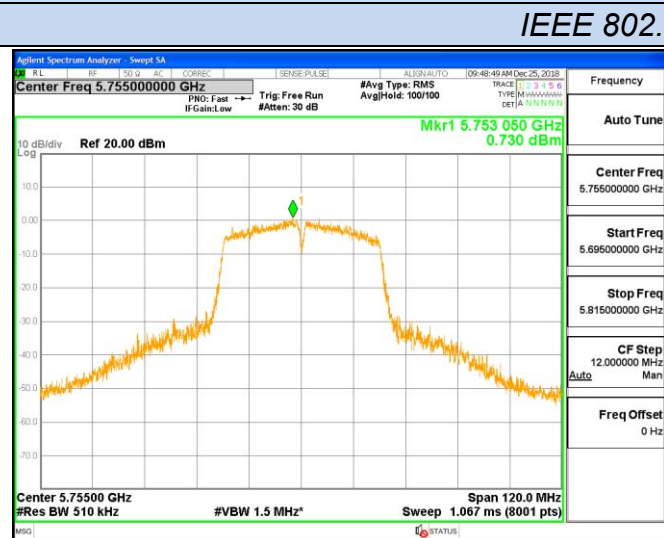 IEEE 802.
Agilent Spectrum Analyzer - Swept SA
RL RF 50 Ω AC CORREC SENSE:PULSE ALIGNAUTO 09:48:49 AM Dec 25, 2018
Center Freq 5.755000000 GHz
PNO: Fast
IFGain:Low
Trig: Free Run
#Atten: 30 dB
#Avg Type: RMS
Avg|Hold: 100/100
TRACE 1 2 3 4 5 6
TYPE M
DET A N N N N N
Mkr1 5.753 050 GHz
0.730 dBm
10 dB/div Ref 20.00 dBm
Log
10.0
0.00
-10.0
-20.0
-30.0
-40.0
-50.0
-60.0
-70.0
1
Center 5.75500 GHz
Span 120.0 MHz
#Res BW 510 kHz
#VBW 1.5 MHz*
Sweep 1.067 ms (8001 pts)
MSG
STATUS
Frequency
Auto Tune
Center Freq
5.755000000 GHz
Start Freq
5.695000000 GHz
Stop Freq
5.815000000 GHz
CF Step
12.000000 MHz
Auto Man
Freq Offset
0 Hz